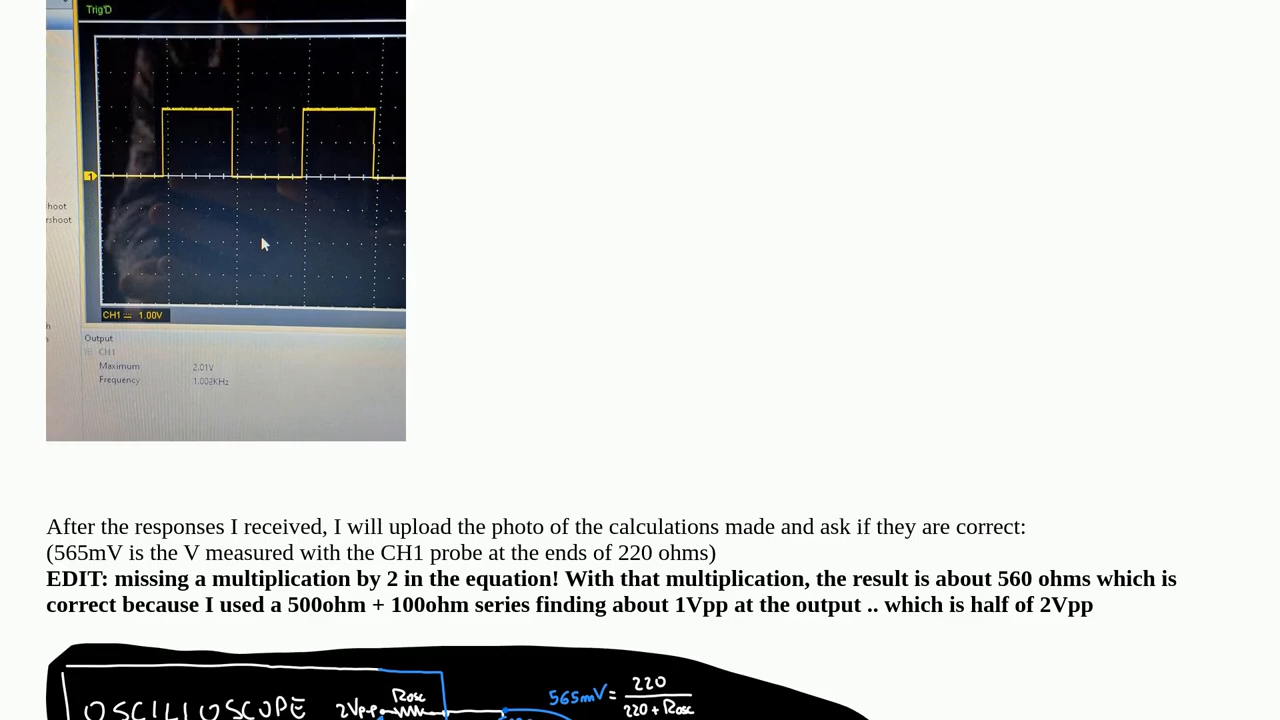 Trig'D
1
hoot
rshoot
CH1 1.00V
Output
CH1
Maximum 2.01V
Frequency 1.002KHz
After the responses I received, I will upload the photo of the calculations made and ask if they are correct:
(565mV is the V measured with the CH1 probe at the ends of 220 ohms)
EDIT: missing a multiplication by 2 in the equation! With that multiplication, the result is about 560 ohms which is
correct because I used a 500ohm + 100ohm series finding about 1Vpp at the output .. which is half of 2Vpp
OSCILIOSCOPE 2Vpp Rosc 565mV = 220
220 + Rosc